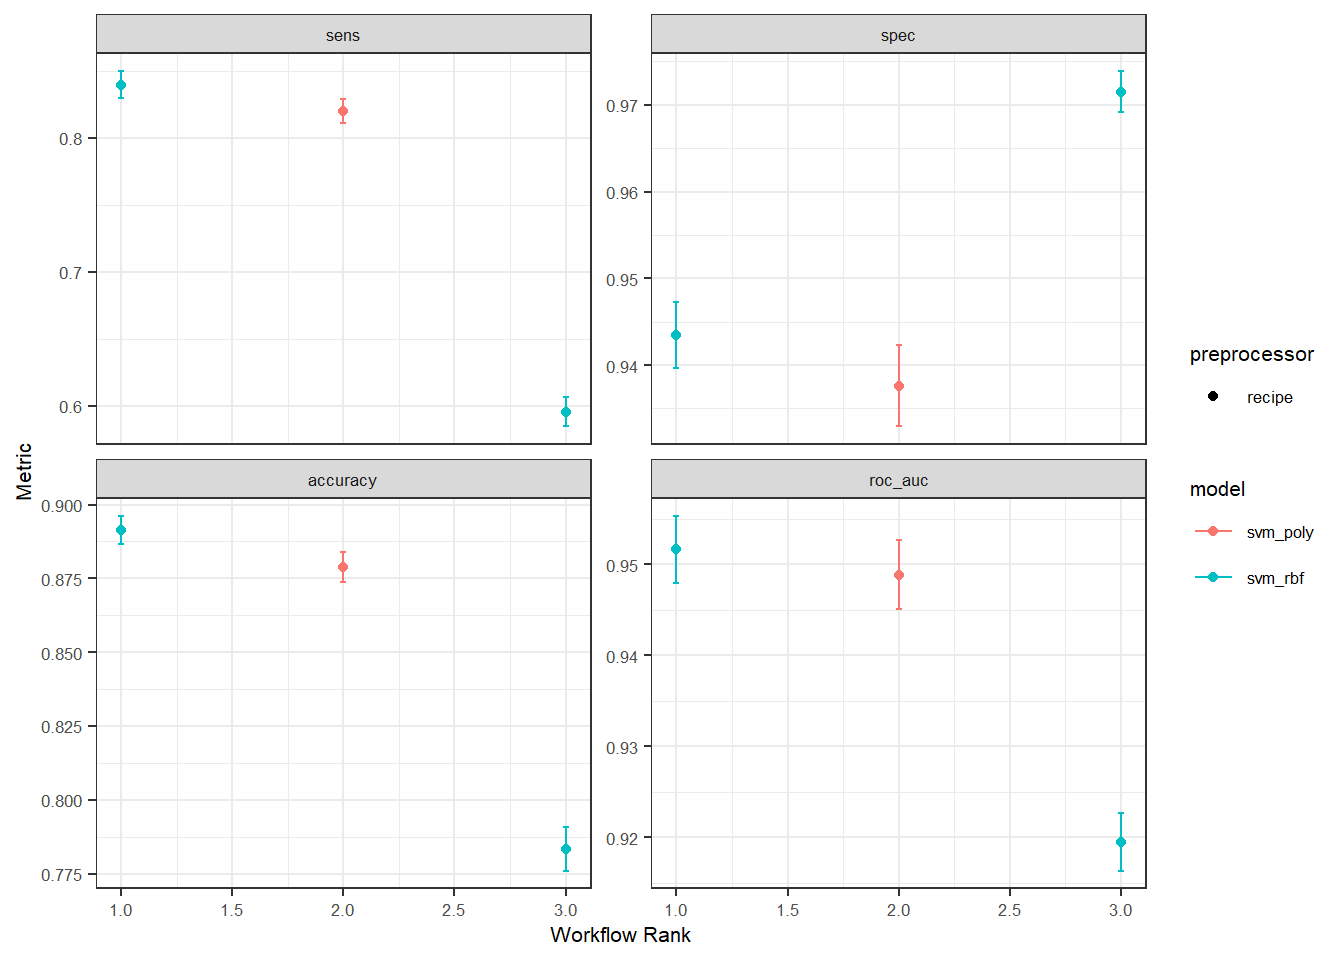 sens
spec
0.8
0.7
0.6
0.97
0.96
0.95
0.94
accuracy
roc_auc
0.900
0.875
0.850
0.825
0.800
0.775
0.95
0.94
0.93
0.92
1.0 1.5 2.0 2.5 3.0
1.0 1.5 2.0 2.5 3.0
Workflow Rank
Metric
preprocessor
recipe
model
svm_poly
svm_rbf